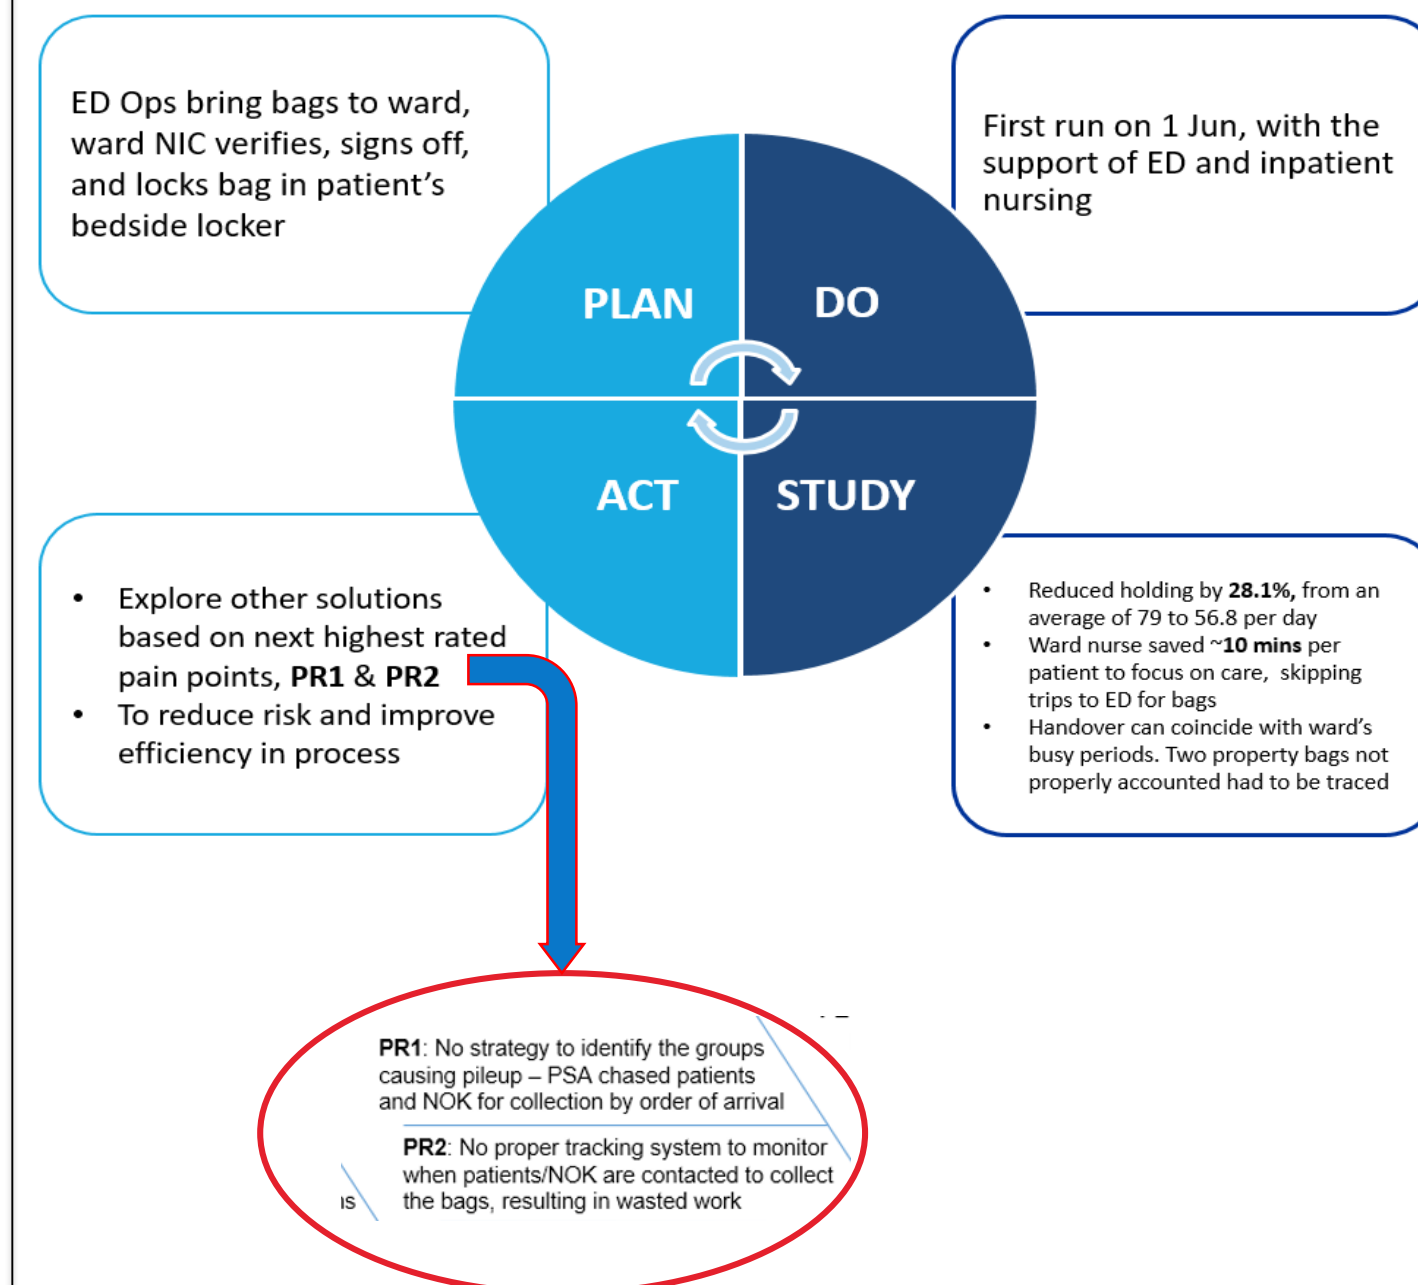 ED Ops bring bags to ward,
ward NIC verifies, signs off,
and locks bag in patient’s
bedside locker
First run on 1 Jun, with the
support of ED and inpatient
nursing
PLAN
DO
ACT
STUDY
• Explore other solutions
based on next highest rated
pain points, PR1 & PR2
• To reduce risk and improve
efficiency in process
• Reduced holding by 28.1%, from an
average of 79 to 56.8 per day
• Ward nurse saved ~10 mins per
patient to focus on care, skipping
trips to ED for bags
• Handover can coincide with ward’s
busy periods. Two property bags not
properly accounted had to be traced
PR1: No strategy to identify the groups
causing pileup – PSA chased patients
and NOK for collection by order of arrival
PR2: No proper tracking system to monitor
when patients/NOK are contacted to collect
the bags, resulting in wasted work